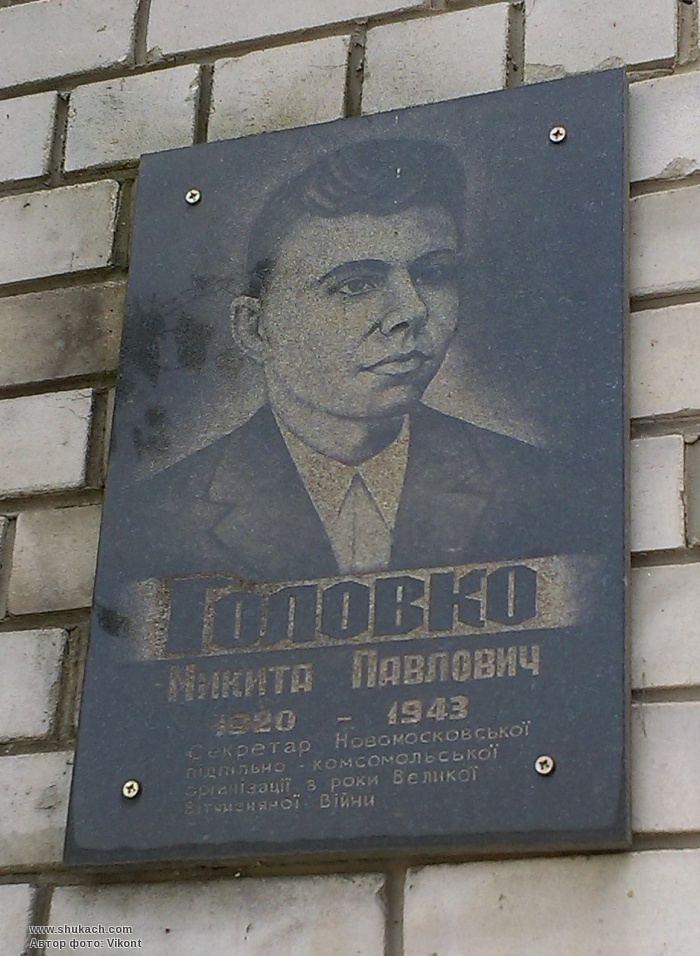 Головко
Микита Павлович
1920 - 1943
Секретар Новомосковської
підпільно - комсомольської
організації в роки Великої
Вітчизняної Війни
www.shukach.com
Автор фото: Vikont